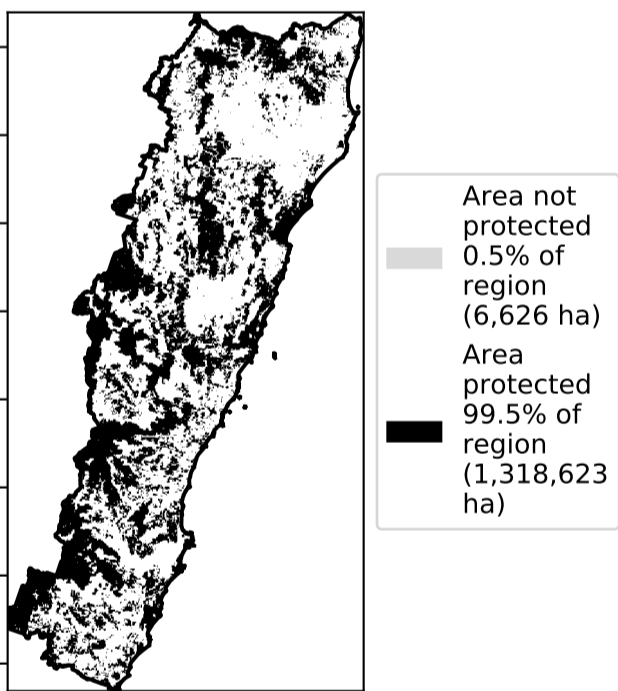 Area not
protected
0.5% of
region
(6,626 ha)
Area
protected
99.5% of
region
(1,318,623
ha)